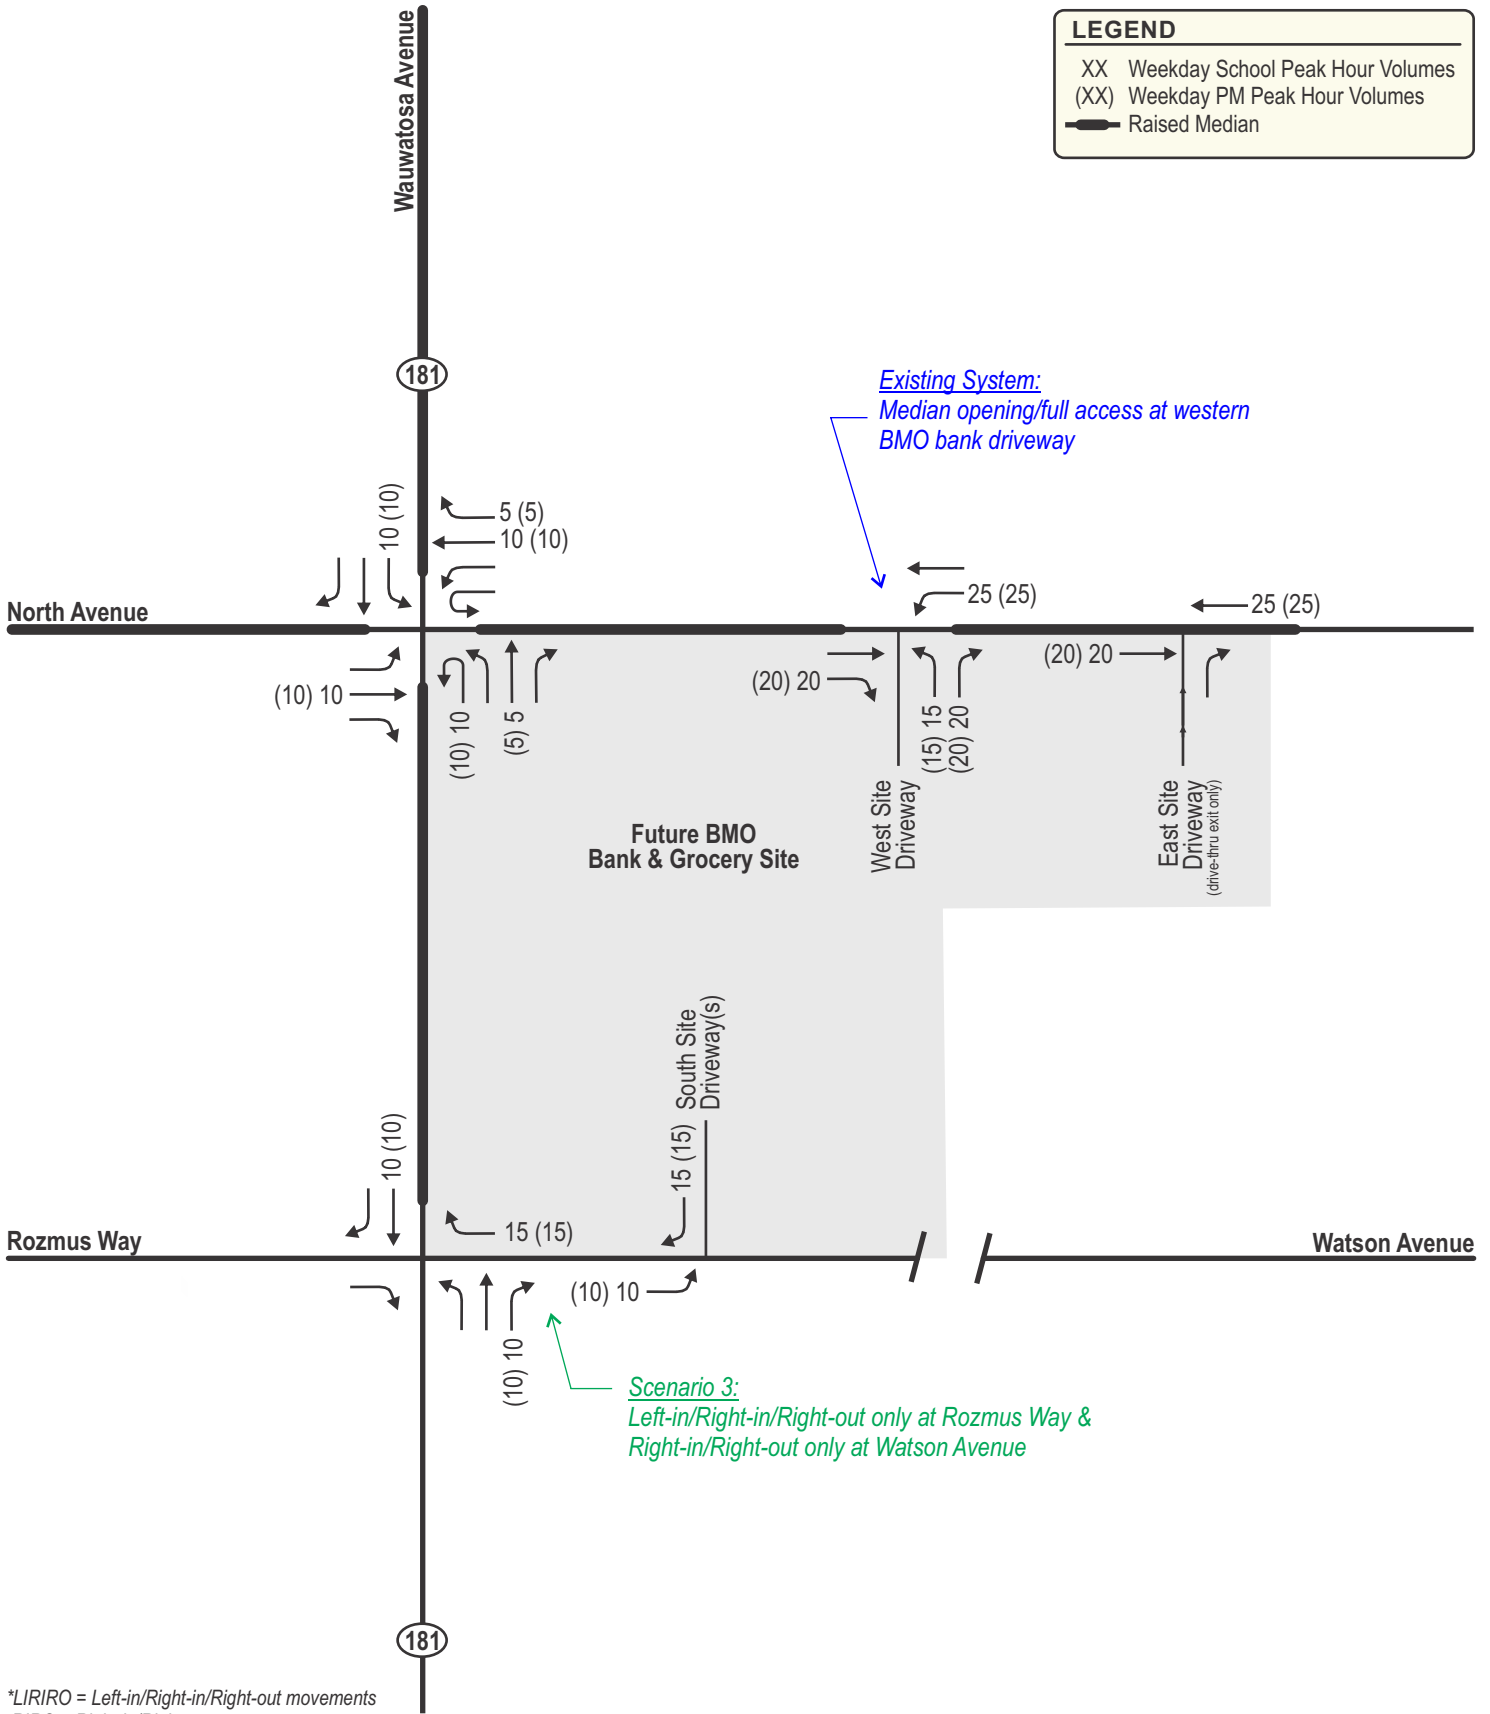 Wauwatosa Avenue
LEGEND
XX Weekday School Peak Hour Volumes
(XX) Weekday PM Peak Hour Volumes
Raised Median
181
Existing System:
Median opening/full access at western
BMO bank driveway
10 (10)
5 (5)
10 (10)
25 (25)
25 (25)
North Avenue
(10) 10
(10) 10
(5) 5
(20) 20
(15) 15
(20) 20
(20) 20
West Site
Driveway
East Site
Driveway
(drive-thru exit only)
Future BMO
Bank & Grocery Site
South Site
Driveway(s)
10 (10)
15 (15)
15 (15)
Rozmus Way
Watson Avenue
(10) 10
(10) 10
Scenario 3:
Left-in/Right-in/Right-out only at Rozmus Way &
Right-in/Right-out only at Watson Avenue
181
*LIRIRO = Left-in/Right-in/Right-out movements